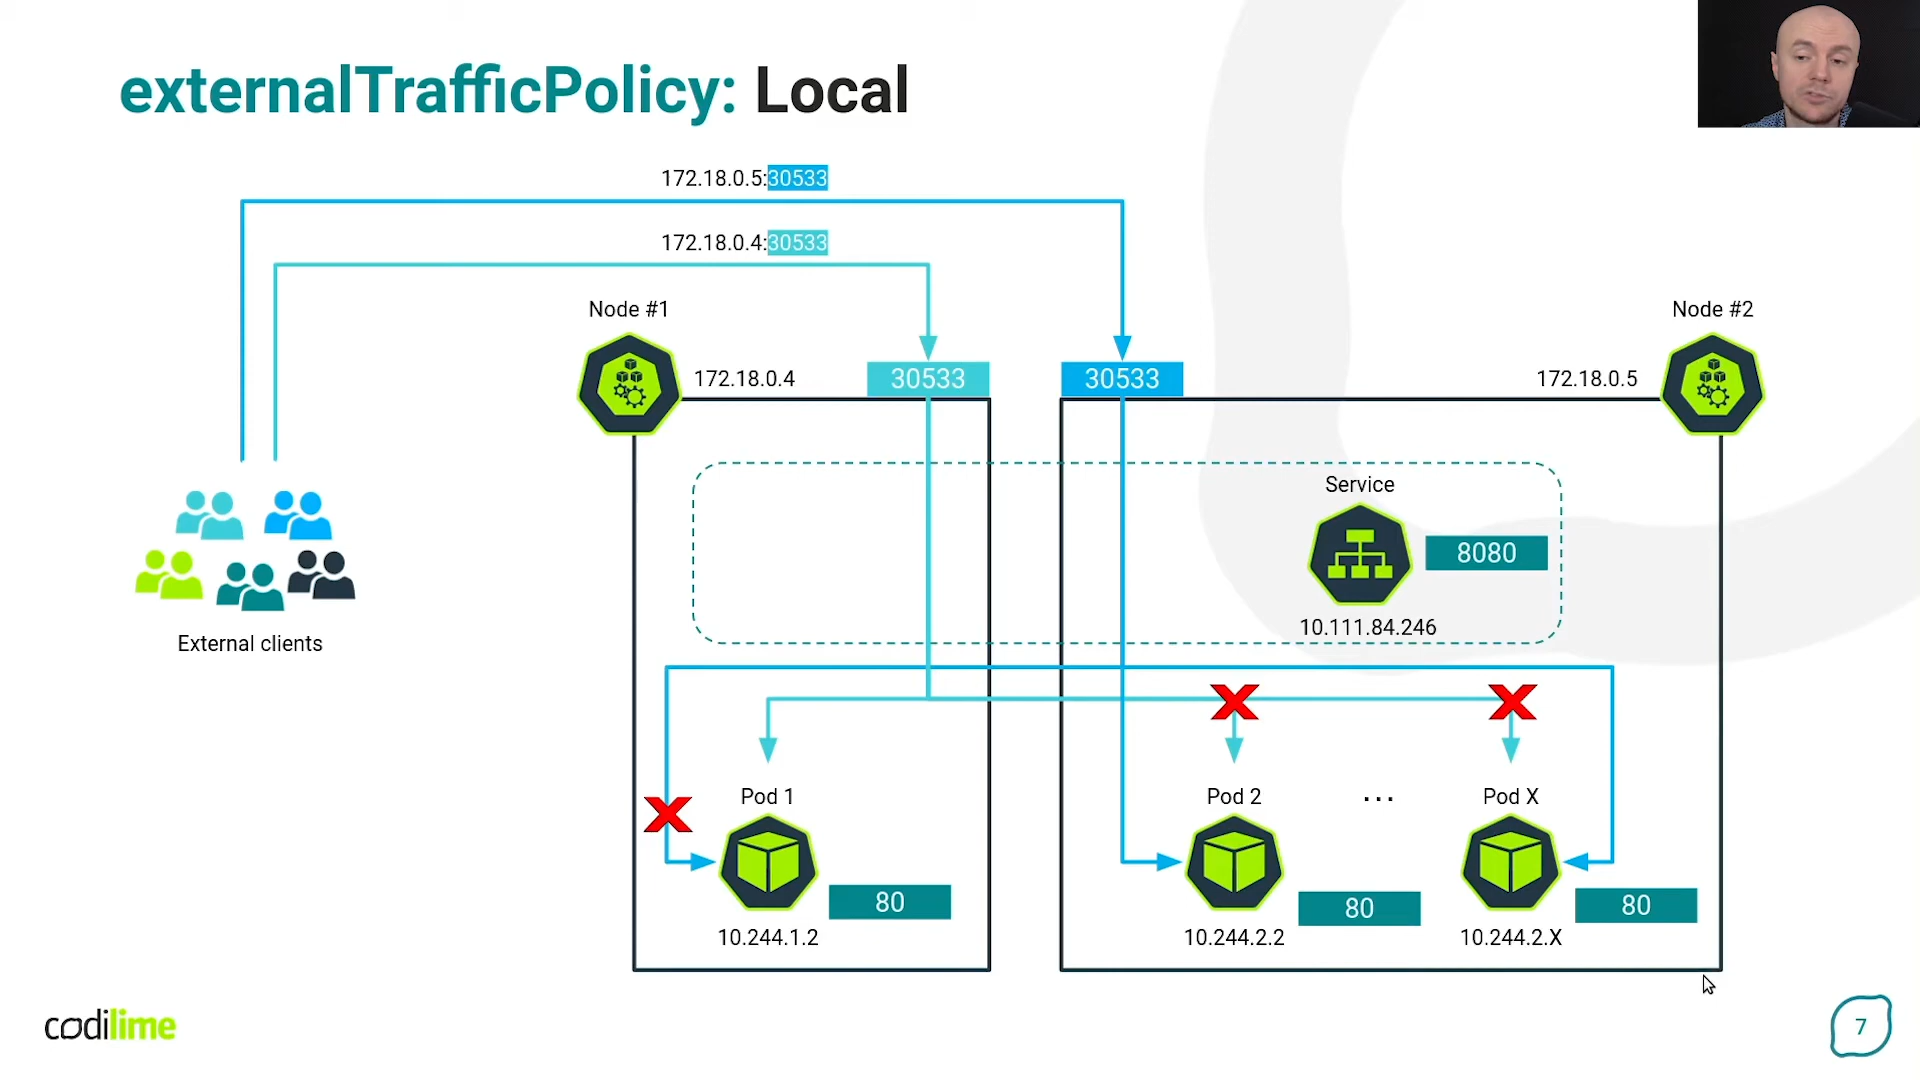 externalTrafficPolicy: Local
172.18.0.5:30533
172.18.0.4:30533
Node #1
Node #2
172.18.0.4
30533
30533
172.18.0.5
Service
8080
10.111.84.246
External clients
Pod 1
Pod 2
...
Pod X
80
80
80
10.244.1.2
10.244.2.2
10.244.2.X
codilime
7